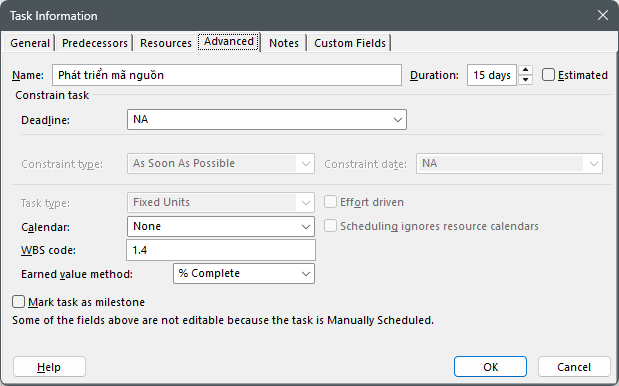 Task Information
General Predecessors Resources Advanced Notes Custom Fields
Name: Phát triển mã nguồn Duration: 15 days Estimated
Constrain task
Deadline: NA
Constraint type: As Soon As Possible Constraint date: NA
Task type: Fixed Units Effort driven
Calendar: None Scheduling ignores resource calendars
WBS code: 1.4
Earned value method: % Complete
Mark task as milestone
Some of the fields above are not editable because the task is Manually Scheduled.
Help OK Cancel